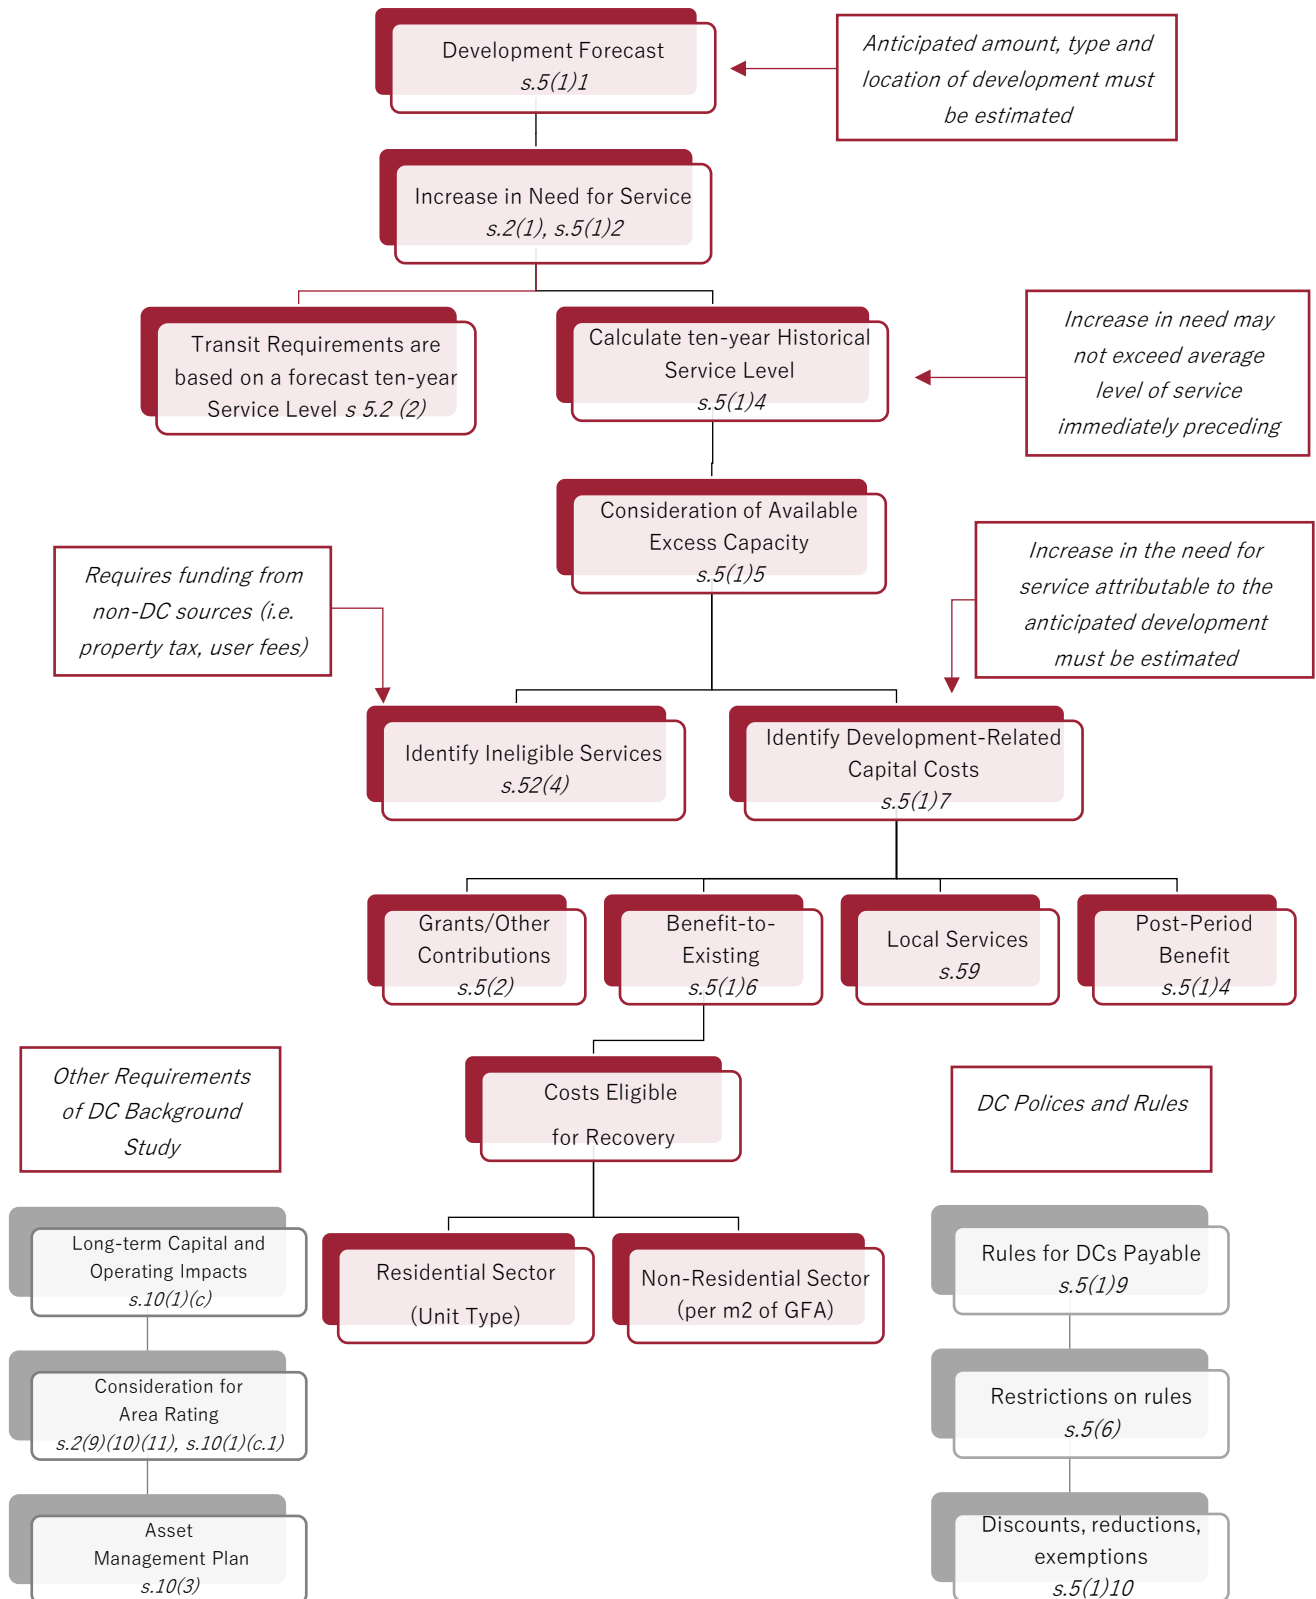 Development Forecast
s.5(1)1
Anticipated amount, type and
location of development must
be estimated
Increase in Need for Service
s.2(1), s.5(1)2
Transit Requirements are
based on a forecast ten-year
Service Level s 5.2 (2)
Calculate ten-year Historical
Service Level
s.5(1)4
Increase in need may
not exceed average
level of service
immediately preceding
Consideration of Available
Excess Capacity
s.5(1)5
Requires funding from
non-DC sources (i.e.
property tax, user fees)
Increase in the need for
service attributable to the
anticipated development
must be estimated
Identify Ineligible Services
s.52(4)
Identify Development-Related
Capital Costs
s.5(1)7
Grants/Other
Contributions
s.5(2)
Benefit-to-
Existing
s.5(1)6
Local Services
s.59
Post-Period
Benefit
s.5(1)4
Costs Eligible
for Recovery
Residential Sector
(Unit Type)
Non-Residential Sector
(per m2 of GFA)
Other Requirements
of DC Background
Study
Long-term Capital and
Operating Impacts
s.10(1)(c)
Consideration for
Area Rating
s.2(9)(10)(11), s.10(1)(c.1)
Asset
Management Plan
s.10(3)
DC Polices and Rules
Rules for DCs Payable
s.5(1)9
Restrictions on rules
s.5(6)
Discounts, reductions,
exemptions
s.5(1)10